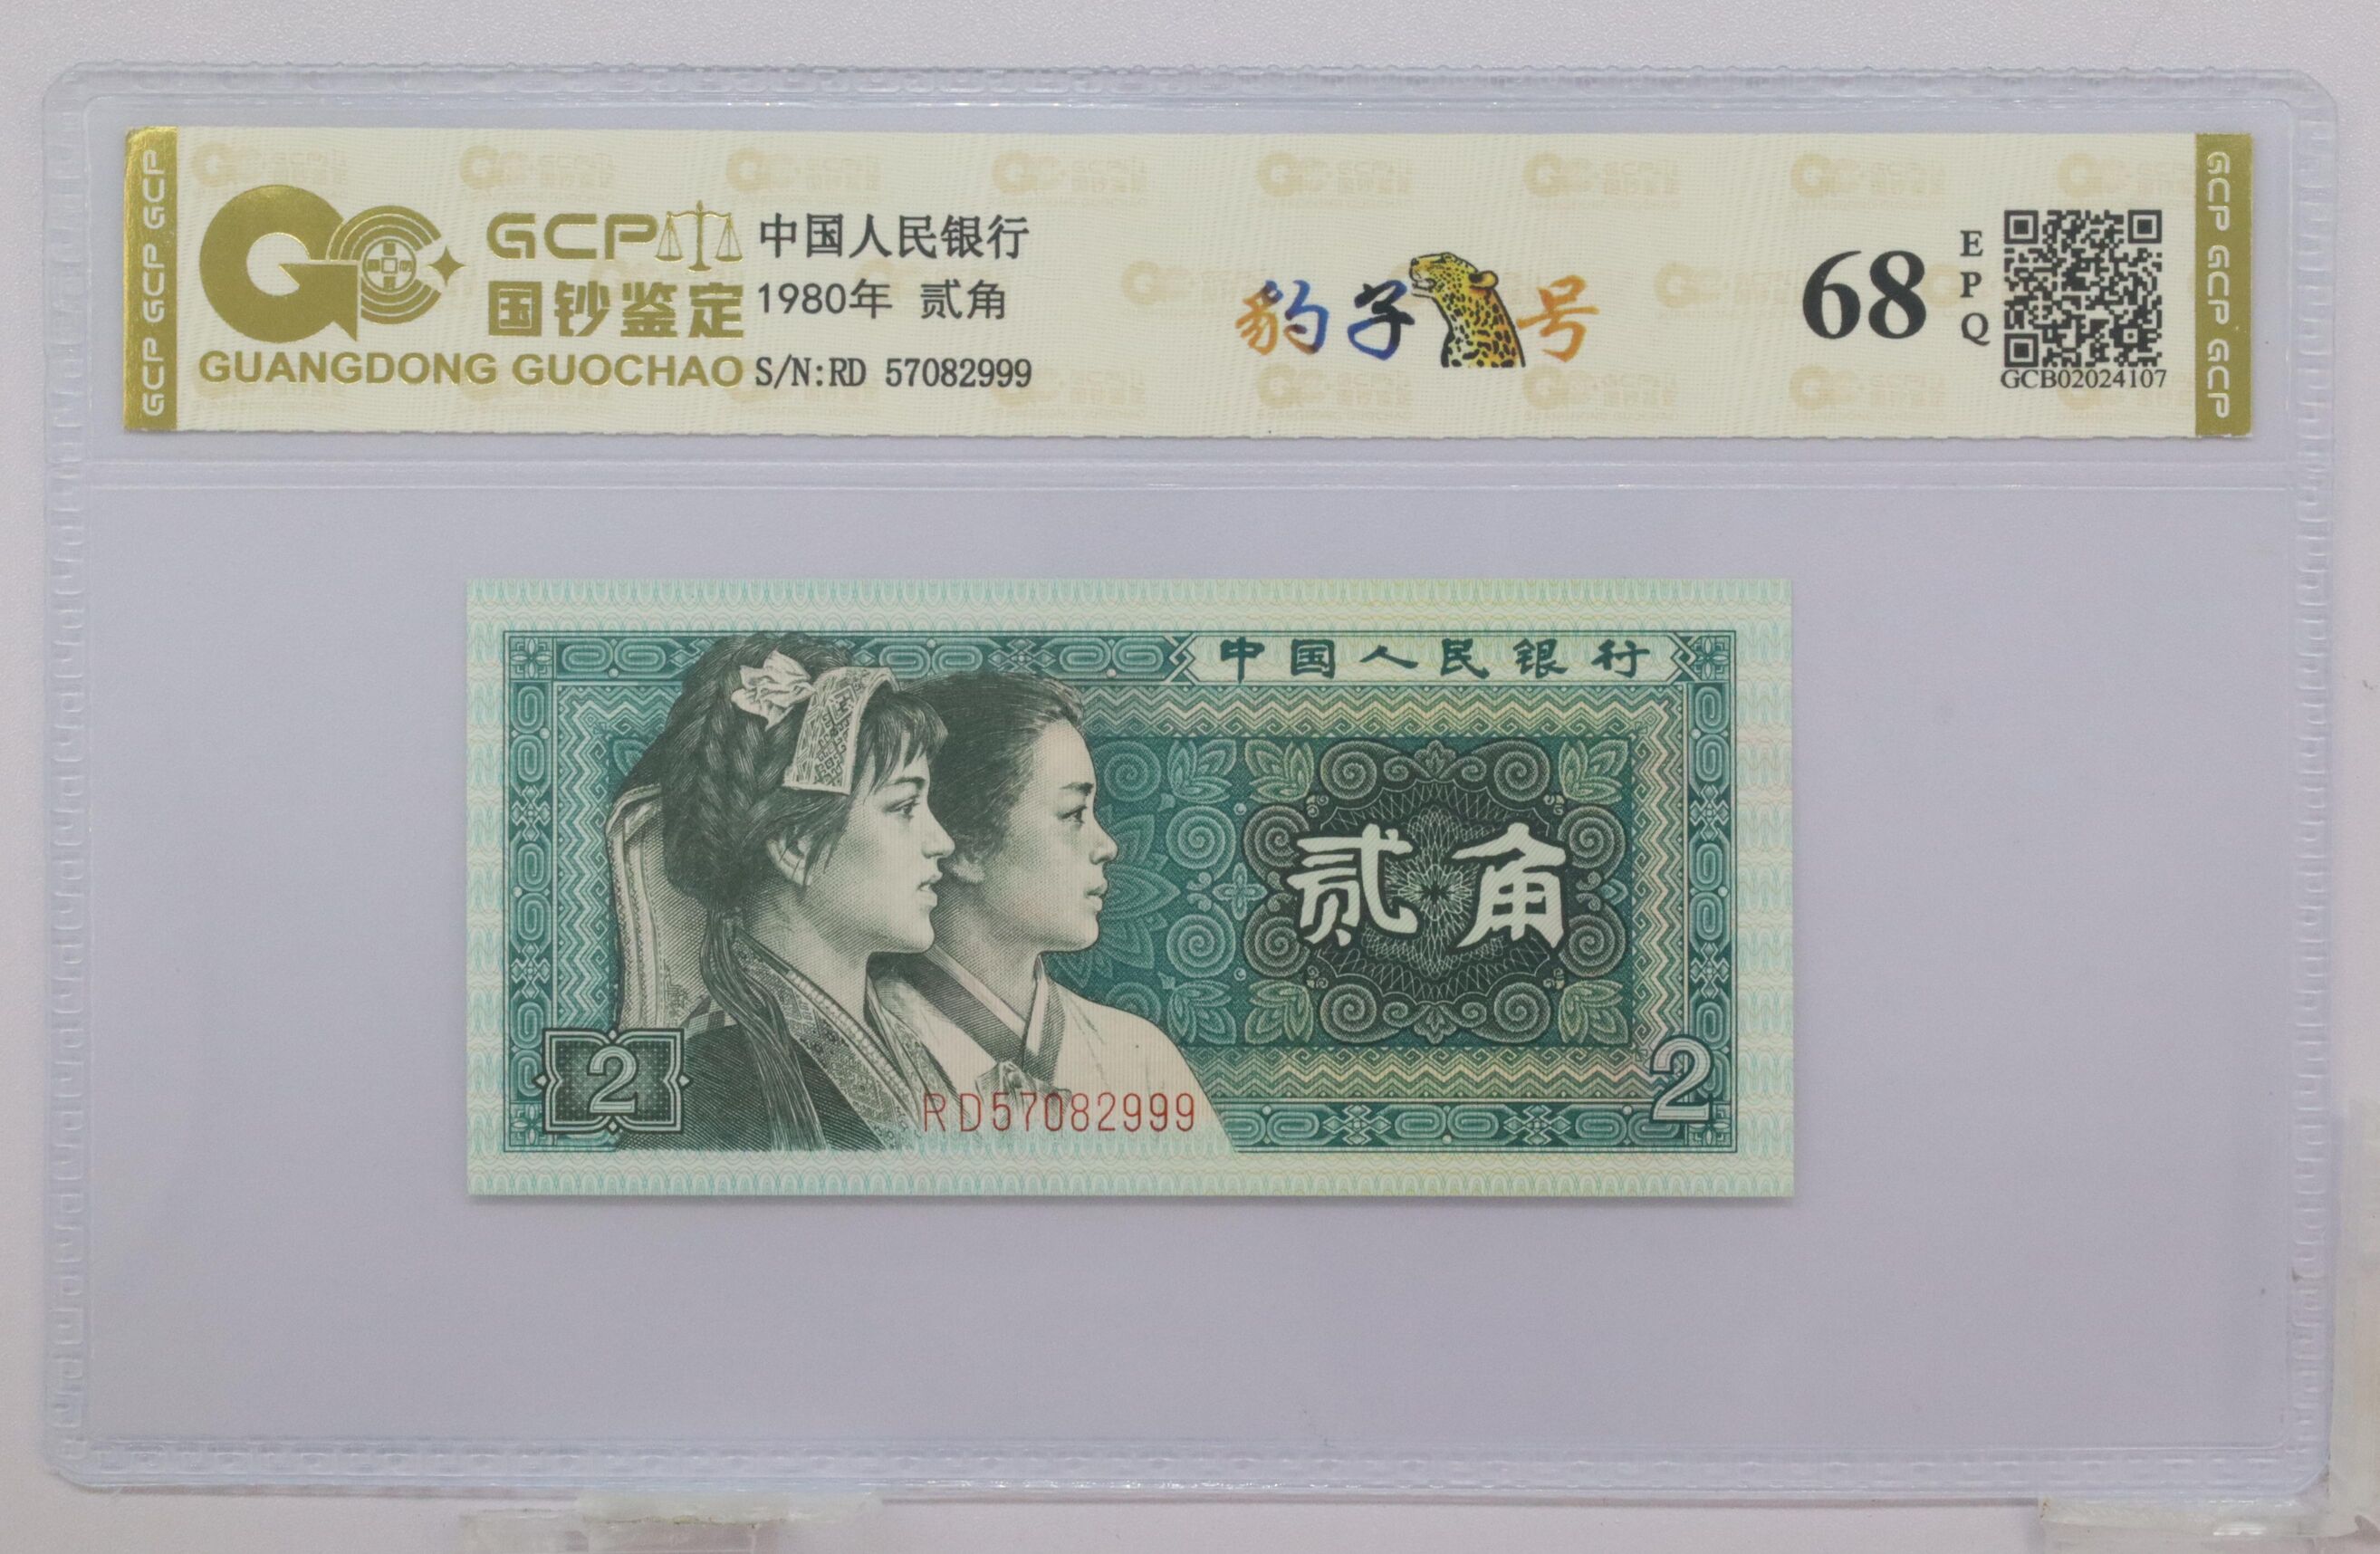 GCP GCP GCP
GCP
国钞鉴定
GUANGDONG GUOCHAO
中国人民银行
1980年 贰角
S/N:RD 57082999
豹子号
68
EPQ
GCB02024107
GCP GCP GCP
中国人民银行
贰角
2
RD57082999
2